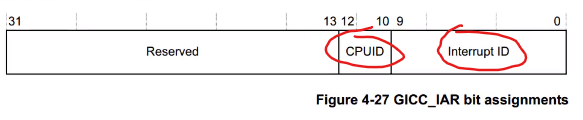 31 13 12 10 9 0
Reserved CPUID Interrupt ID
Figure 4-27 GICC_IAR bit assignments